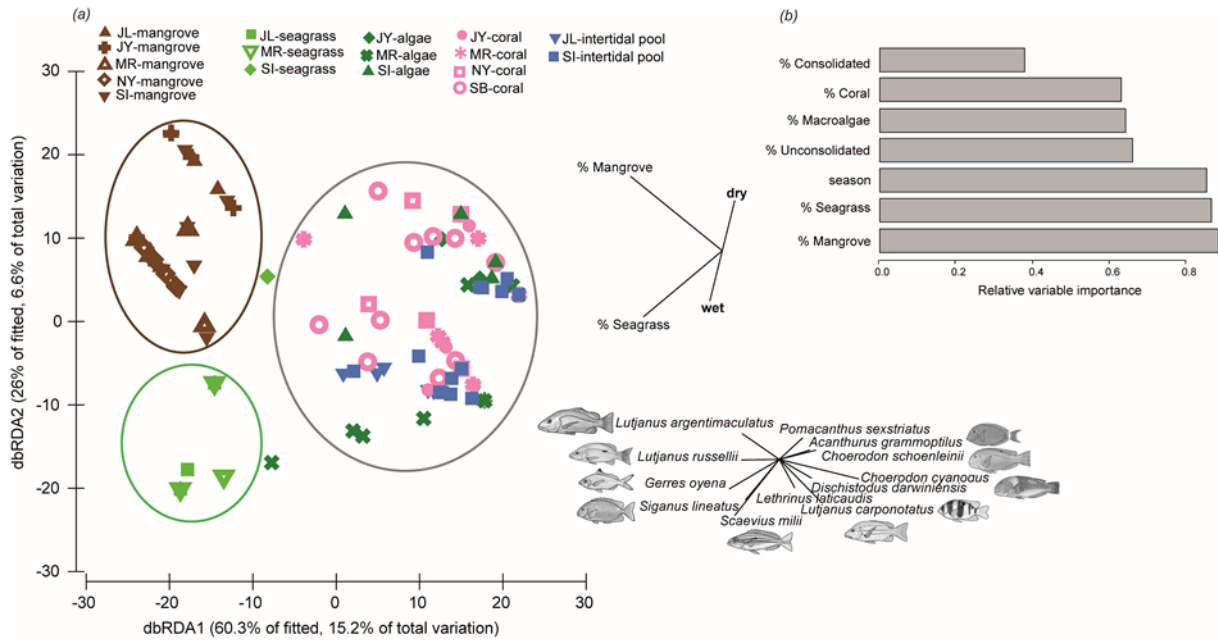 (a)
JL-mangrove
JY-mangrove
MR-mangrove
NY-mangrove
SI-mangrove
JL-seagrass
MR-seagrass
SI-seagrass
JY-algae
MR-algae
SI-algae
JY-coral
MR-coral
NY-coral
SB-coral
JL-intertidal pool
SI-intertidal pool
30
20
10
0
-10
-20
-30
dbRDA2 (26% of fitted, 6.6% of total variation)
-30
-20
-10
0
10
20
30
dbRDA1 (60.3% of fitted, 15.2% of total variation)
% Mangrove
dry
wet
% Seagrass
Lutjanus argentimaculatus
Pomacanthus sexstriatus
Acanthurus grammoptilus
Lutjanus russellii
Choerodon schoenleinii
Gerres oyena
Choerodon cyanoaus
Dischistodus darwiniensis
Siganus lineatus
Lethrinus laticaudis
Lutjanus carponotatus
Scaevius milii
(b)
% Consolidated
% Coral
% Macroalgae
% Unconsolidated
season
% Seagrass
% Mangrove
0.0
0.2
0.4
0.6
0.8
Relative variable importance